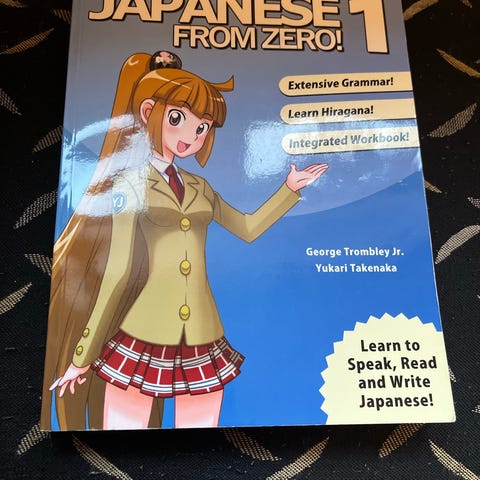 JAPANESE 1
FROM ZERO!
Extensive Grammar!
Learn Hiragana!
Integrated Workbook!
YJ
George Trombley Jr.
Yukari Takenaka
Learn to
Speak, Read
and Write
Japanese!